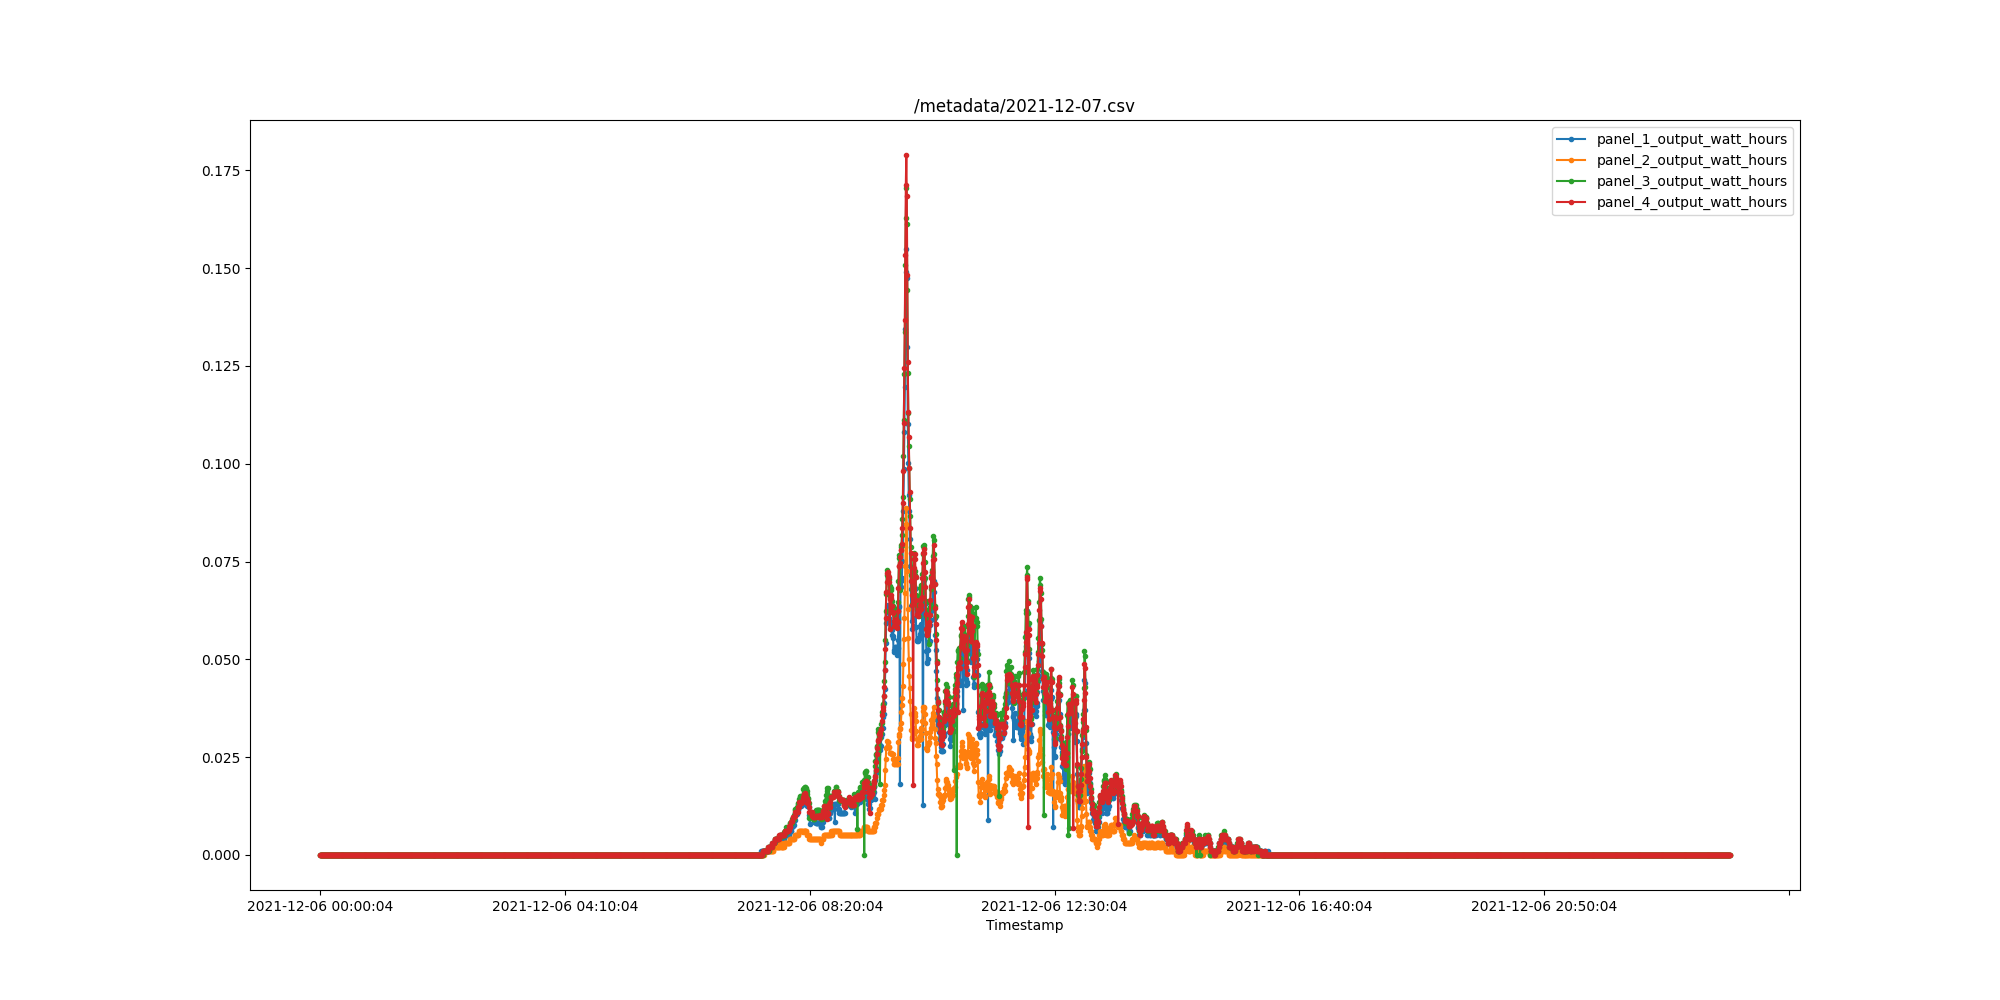 /metadata/2021-12-07.csv
panel_1_output_watt_hours
panel_2_output_watt_hours
panel_3_output_watt_hours
panel_4_output_watt_hours
0.175
0.150
0.125
0.100
0.075
0.050
0.025
0.000
2021-12-06 00:00:04 2021-12-06 04:10:04 2021-12-06 08:20:04 2021-12-06 12:30:04 2021-12-06 16:40:04 2021-12-06 20:50:04
Timestamp